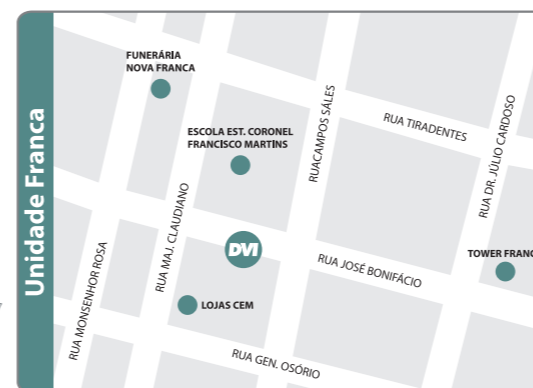 Unidade Franca
FUNERÁRIA
NOVA FRANCA
ESCOLA EST. CORONEL
FRANCISCO MARTINS
RUA TIRADENTES
RUACAMPOS SÁLES
RUA DR. JÚLIO CARDOSO
RUA MAJ. CLAUDIANO
DVI
RUA JOSÉ BONIFÁCIO
TOWER FRANC
RUA MONSENHOR ROSA
LOJAS CEM
RUA GEN. OSÓRIO